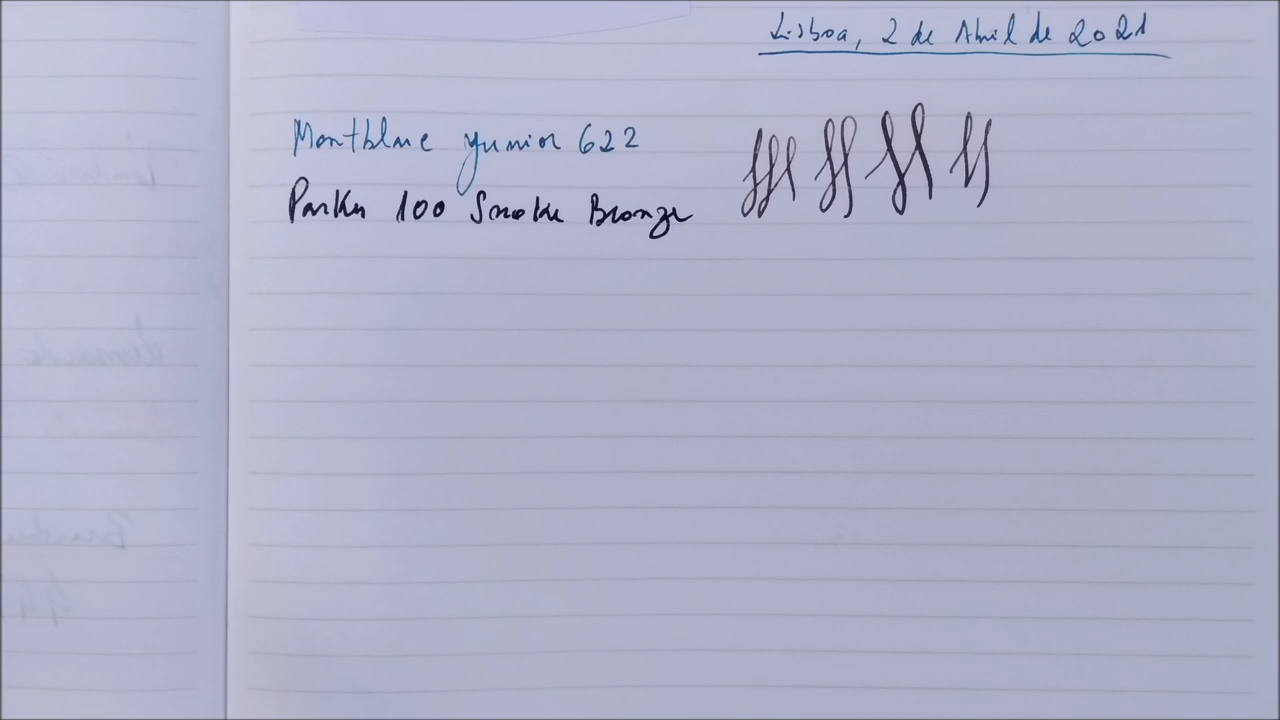 Lisboa, 2 de Abril de 2021
Montblanc Junior 622
Parker 100 Smoke Bronze